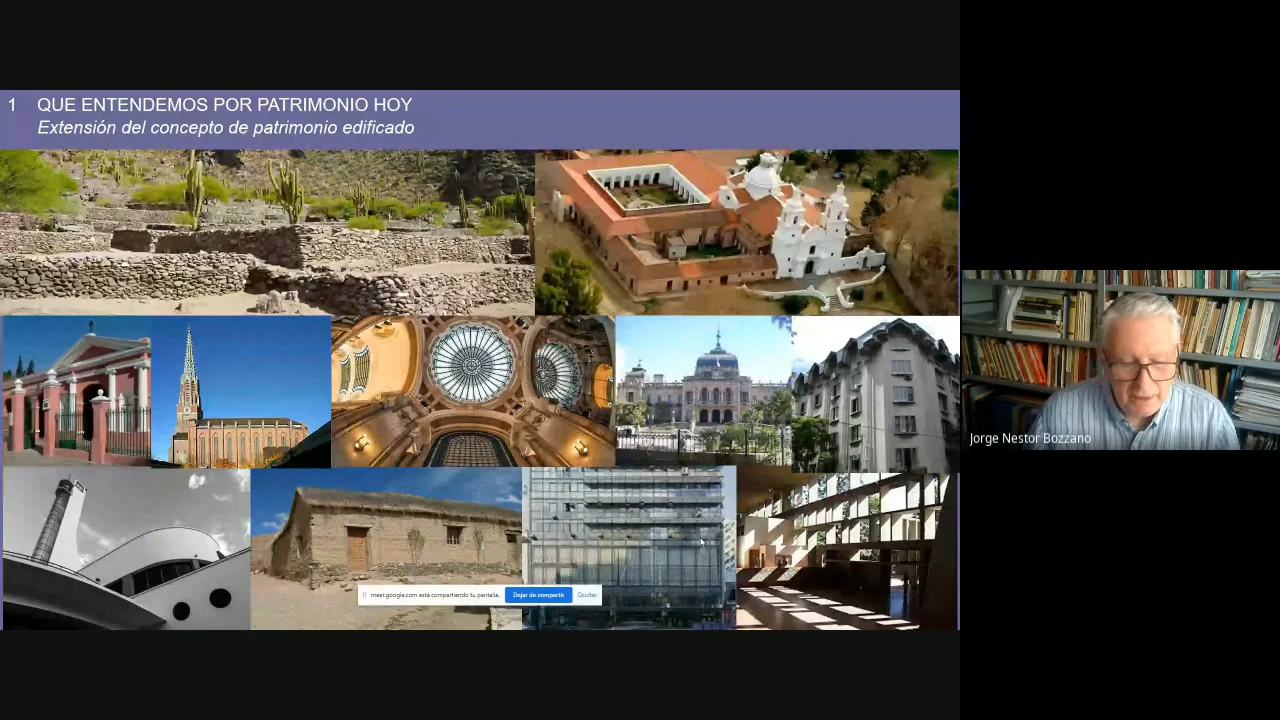 1 QUE ENTENDEMOS POR PATRIMONIO HOY
Extensión del concepto de patrimonio edificado
Jorge Nestor Bozzano
meet.google.com está compartiendo tu pantalla.
Dejar de compartir
Ocultar